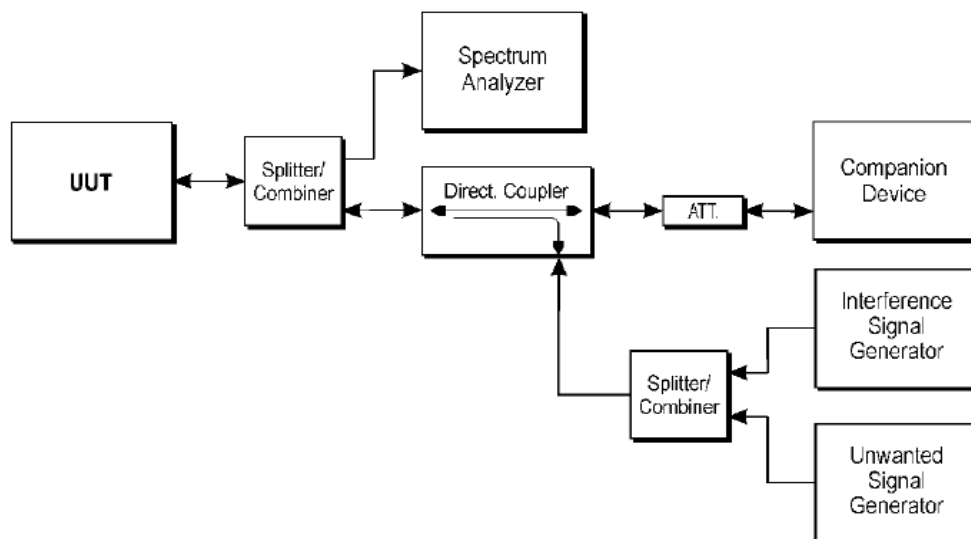 Spectrum
Analyzer
UUT
Splitter/
Combiner
Direct. Coupler
ATT.
Companion
Device
Interference
Signal
Generator
Splitter/
Combiner
Unwanted
Signal
Generator